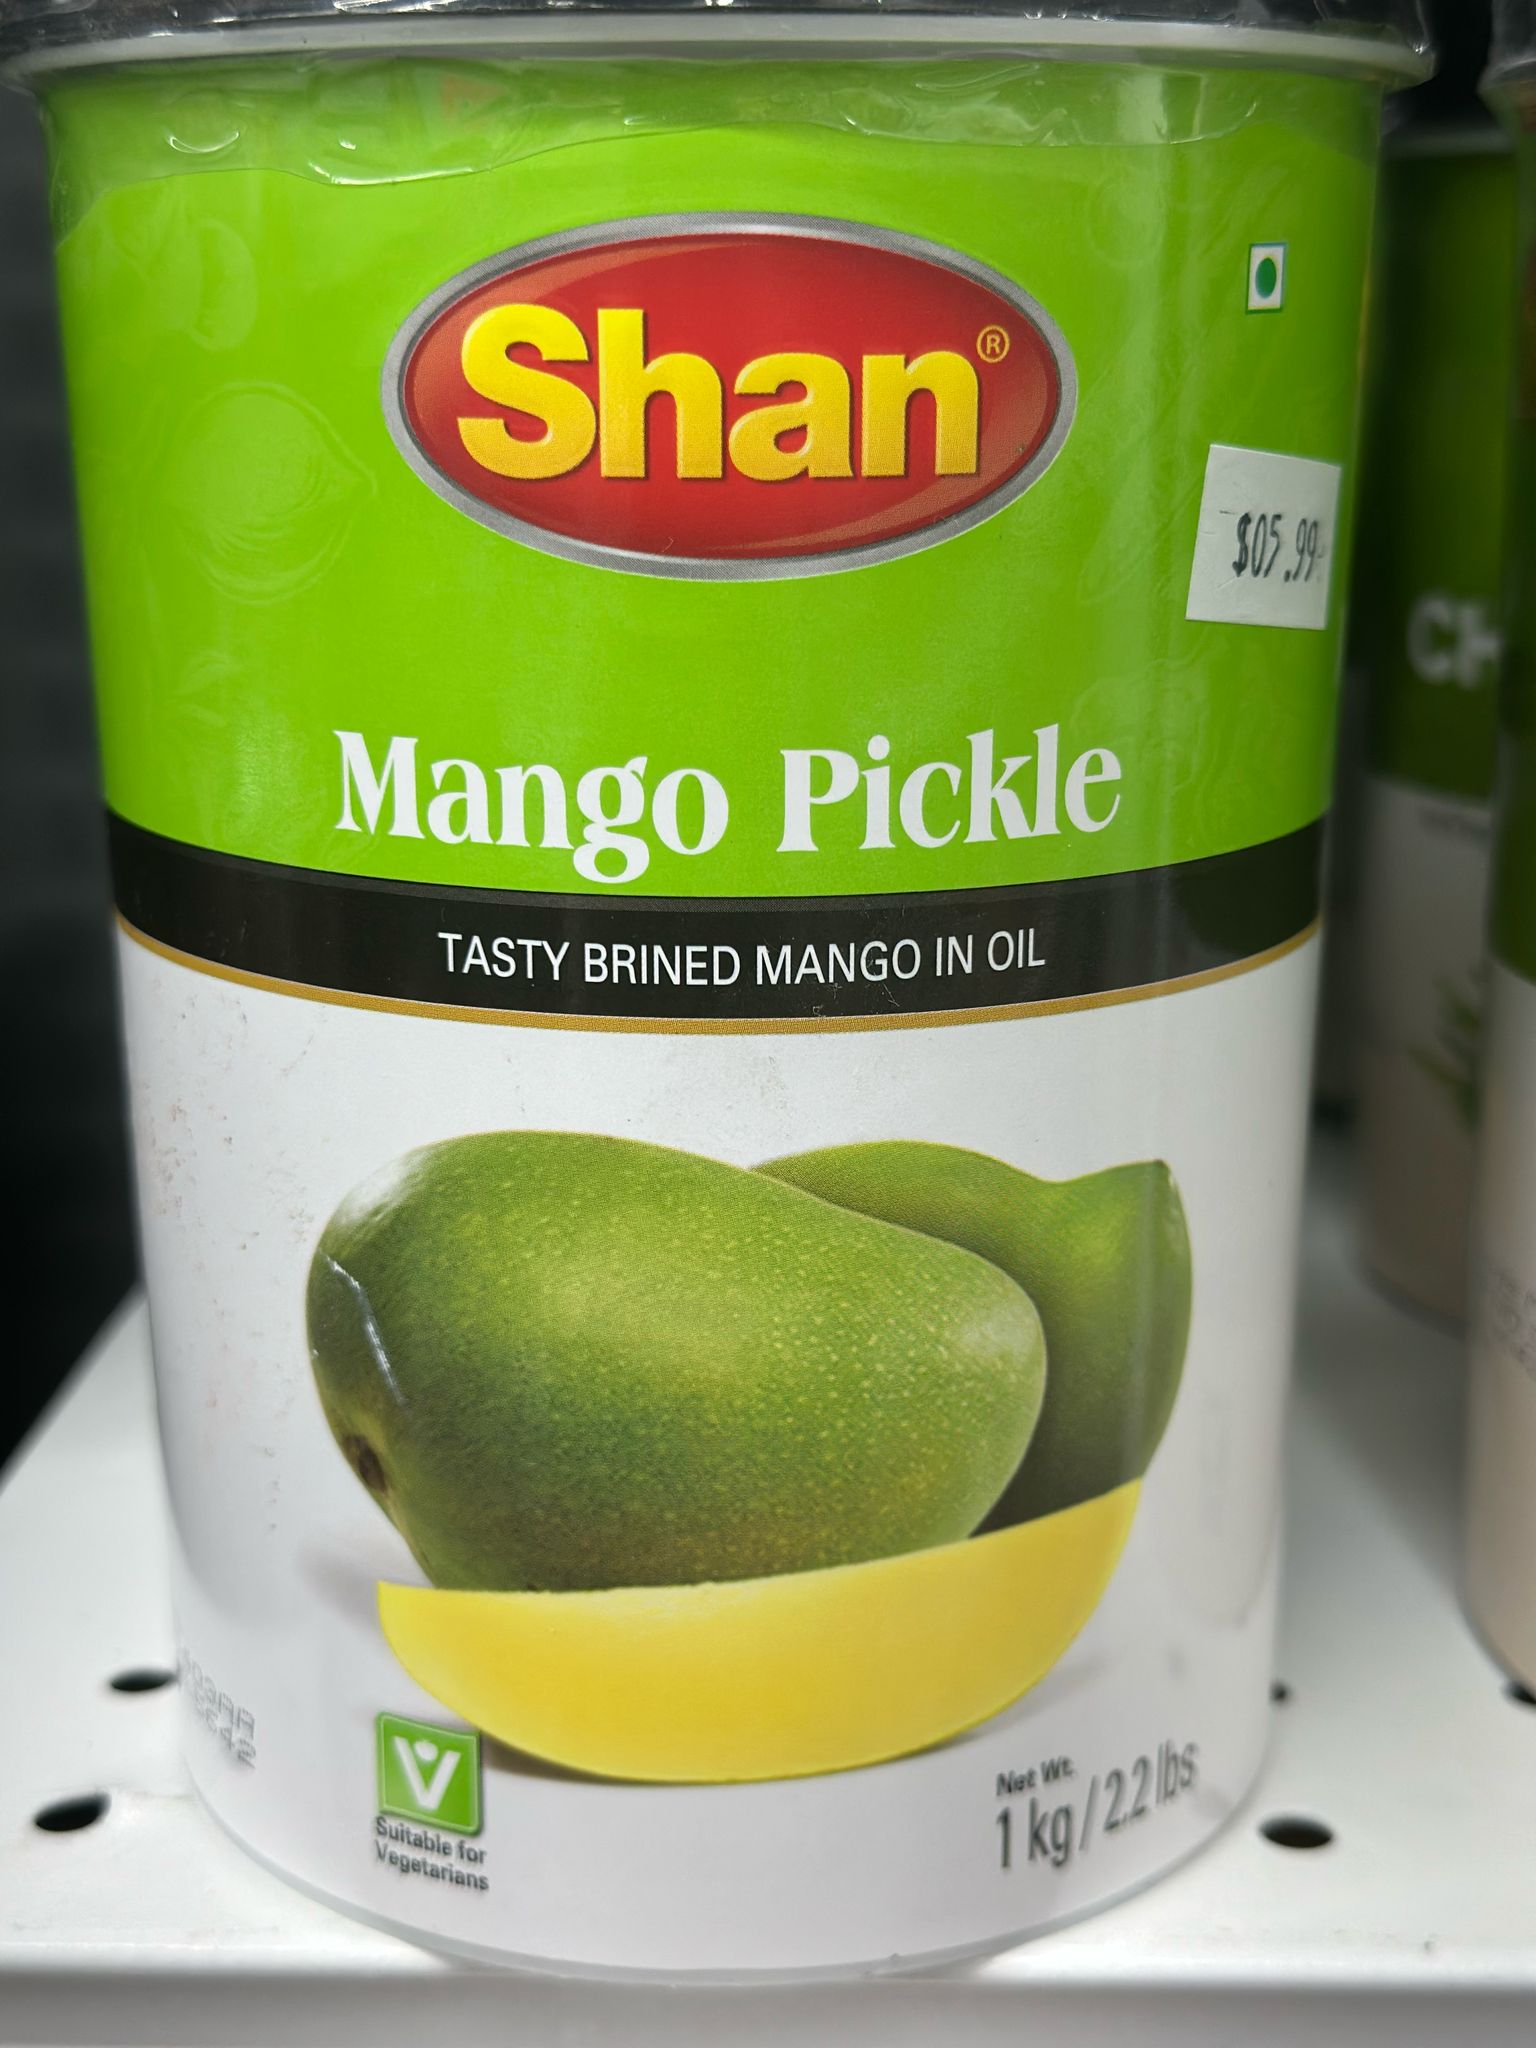 Shan®
$05.99
Mango Pickle
TASTY BRINED MANGO IN OIL
Suitable for
Vegetarians
Net Wt.
1 kg / 2.2 lbs